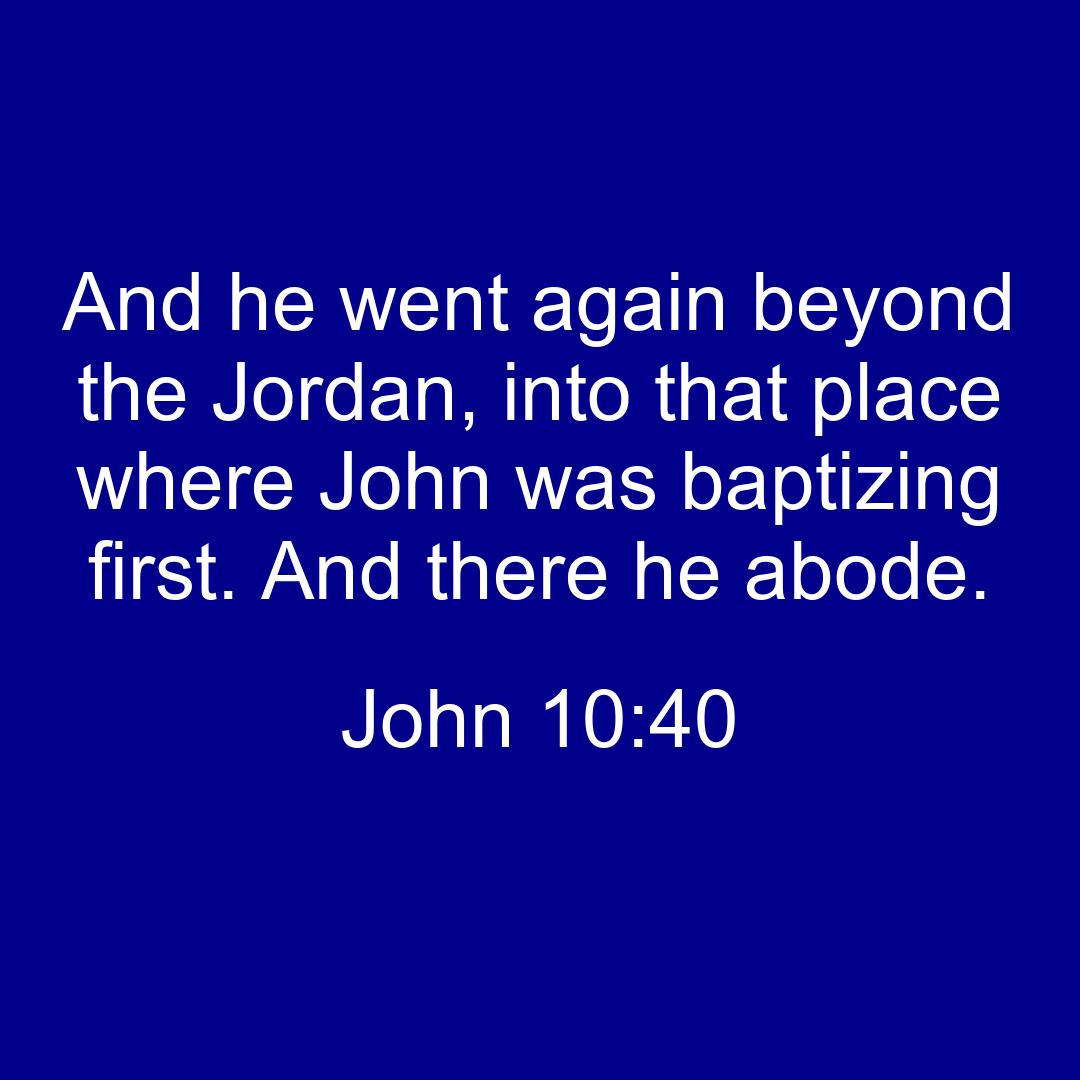 And he went again beyond
the Jordan, into that place
where John was baptizing
first. And there he abode.
John 10:40